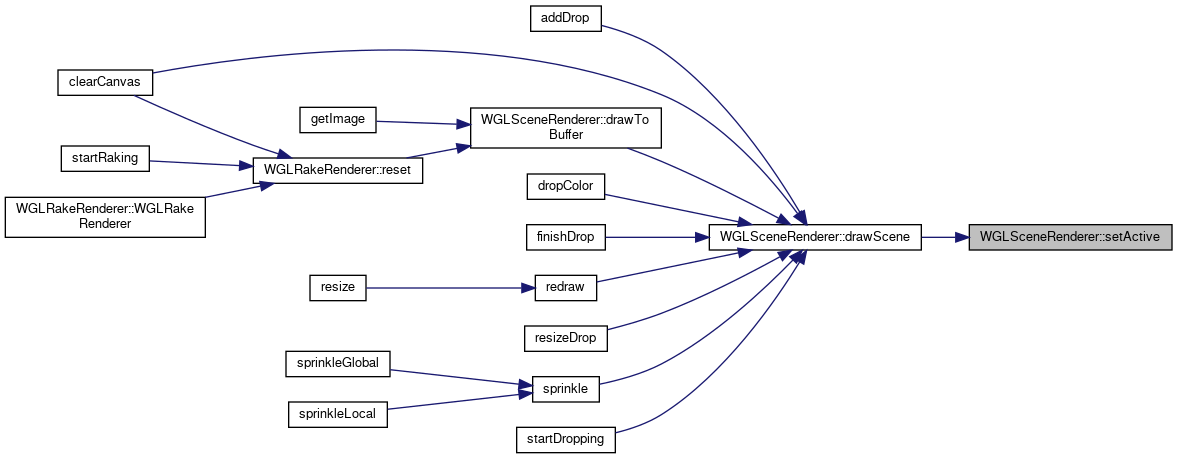 addDrop
clearCanvas
getImage
WGLSceneRenderer::drawTo
Buffer
startRaking
WGLRakeRenderer::reset
dropColor
WGLRakeRenderer::WGLRake
Renderer
finishDrop
WGLSceneRenderer::drawScene
WGLSceneRenderer::setActive
resize
redraw
resizeDrop
sprinkleGlobal
sprinkle
sprinkleLocal
startDropping